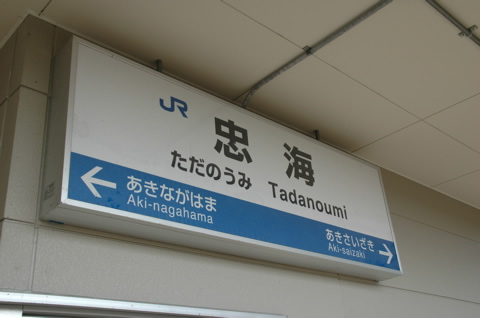 JR
忠海
ただのうみ Tadanoumi
← あきながはま
Aki-nagahama
あきさいざき →
Aki-saizaki